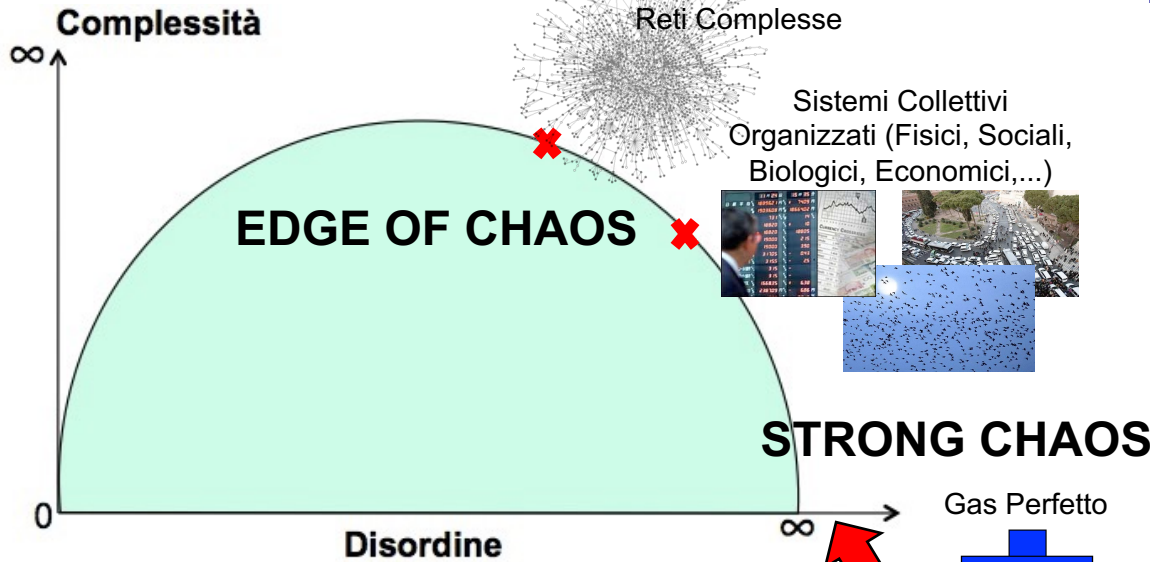 Complessità
∞
Reti Complesse
Sistemi Collettivi
Organizzati (Fisici, Sociali,
Biologici, Economici,...)
EDGE OF CHAOS
STRONG CHAOS
Gas Perfetto
0
∞
Disordine